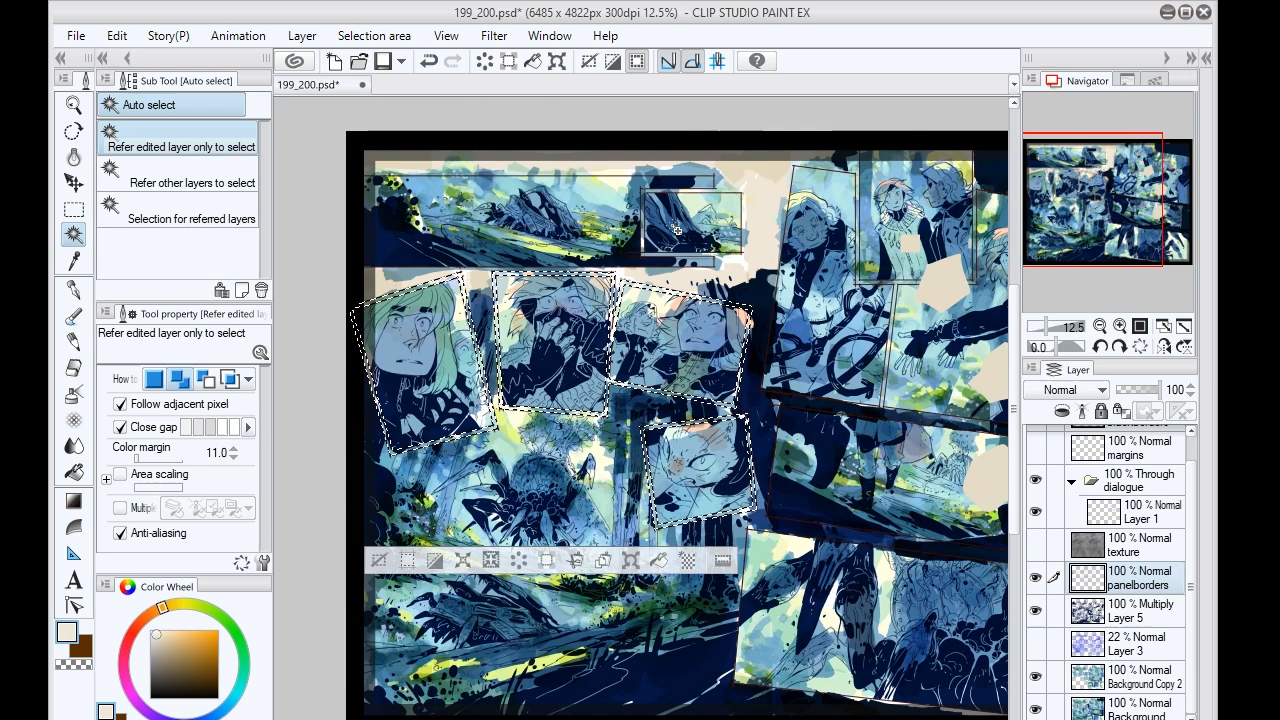 199_200.psd* (6485 x 4822px 300dpi 12.5%)  - CLIP STUDIO PAINT EX
File Edit Story(P) Animation Layer Selection area View Filter Window Help
Sub Tool [Auto select]
199_200.psd*
Navigator
Auto select
Refer edited layer only to select
Refer other layers to select
Selection for referred layers
Tool property [Refer edited la
Refer edited layer only to select
12.5
0.0
Layer
Normal 100
100 % Normal
margins
100 % Through
dialogue
100 % Normal
Layer 1
100 % Normal
texture
100 % Normal
panelborders
100 % Multiply
Layer 5
22 % Normal
Layer 3
100 % Normal
Background Copy 2
100 % Normal
Background
How to
Follow adjacent pixel
Close gap
Color margin
11.0
Area scaling
Multiple
Anti-aliasing
Color Wheel